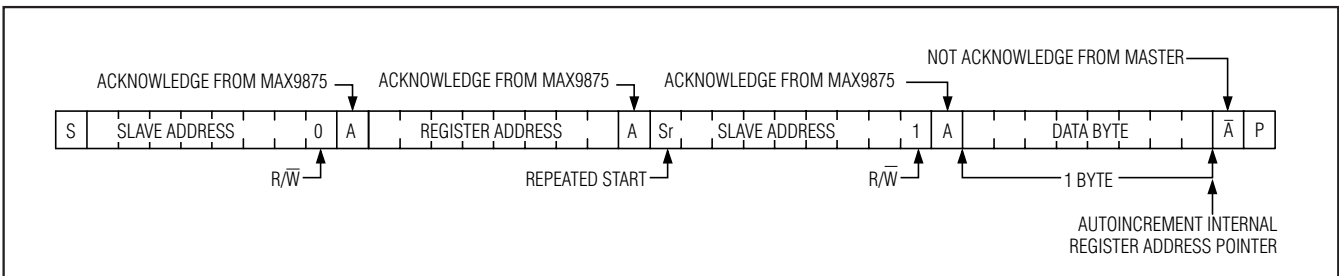 NOT ACKNOWLEDGE FROM MASTER
ACKNOWLEDGE FROM MAX9875 ACKNOWLEDGE FROM MAX9875 ACKNOWLEDGE FROM MAX9875
S SLAVE ADDRESS 0 A REGISTER ADDRESS A Sr SLAVE ADDRESS 1 A DATA BYTE A̅ P
R/W̅ REPEATED START R/W̅ 1 BYTE
AUTOINCREMENT INTERNAL
REGISTER ADDRESS POINTER